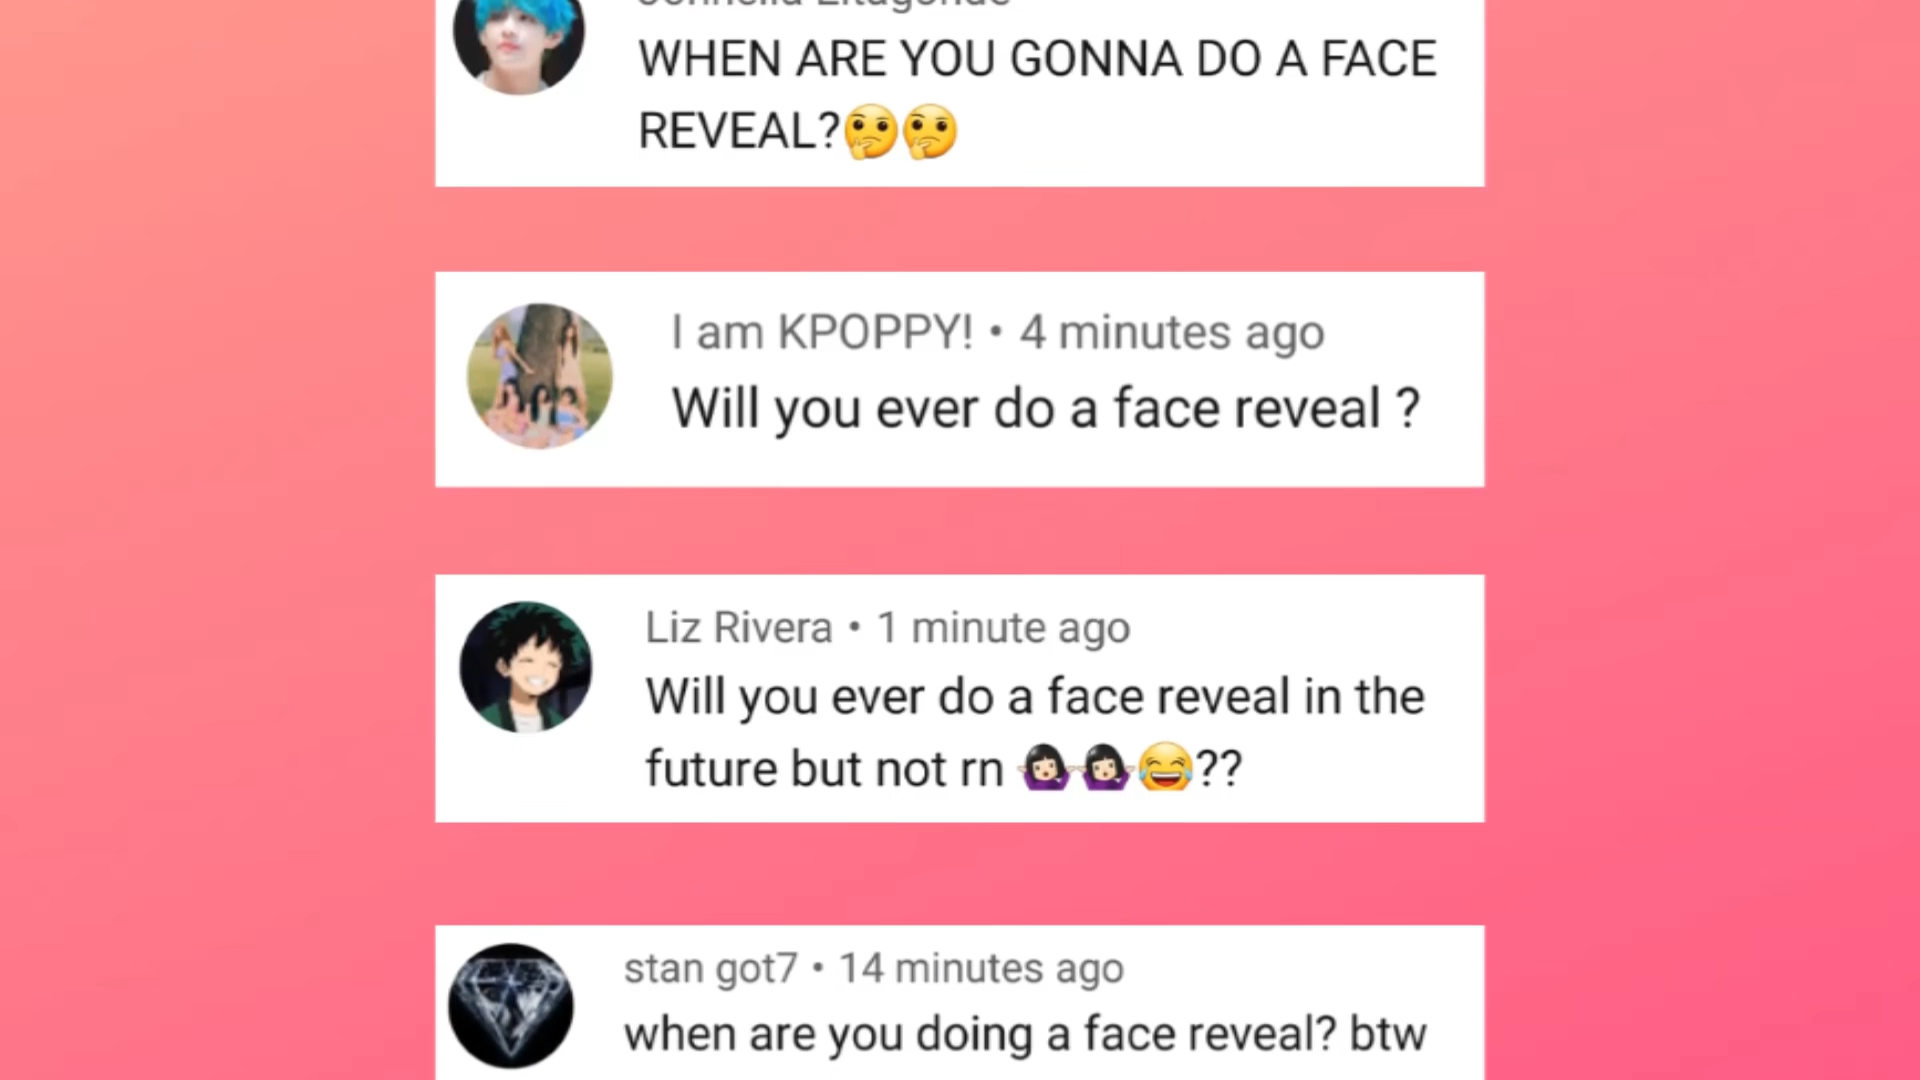 WHEN ARE YOU GONNA DO A FACE
REVEAL?🤔🤔
I am KPOPPY! • 4 minutes ago
Will you ever do a face reveal ?
Liz Rivera • 1 minute ago
Will you ever do a face reveal in the
future but not rn 🤷🏻‍♀️🤷🏻‍♀️😂??
stan got7 • 14 minutes ago
when are you doing a face reveal? btw